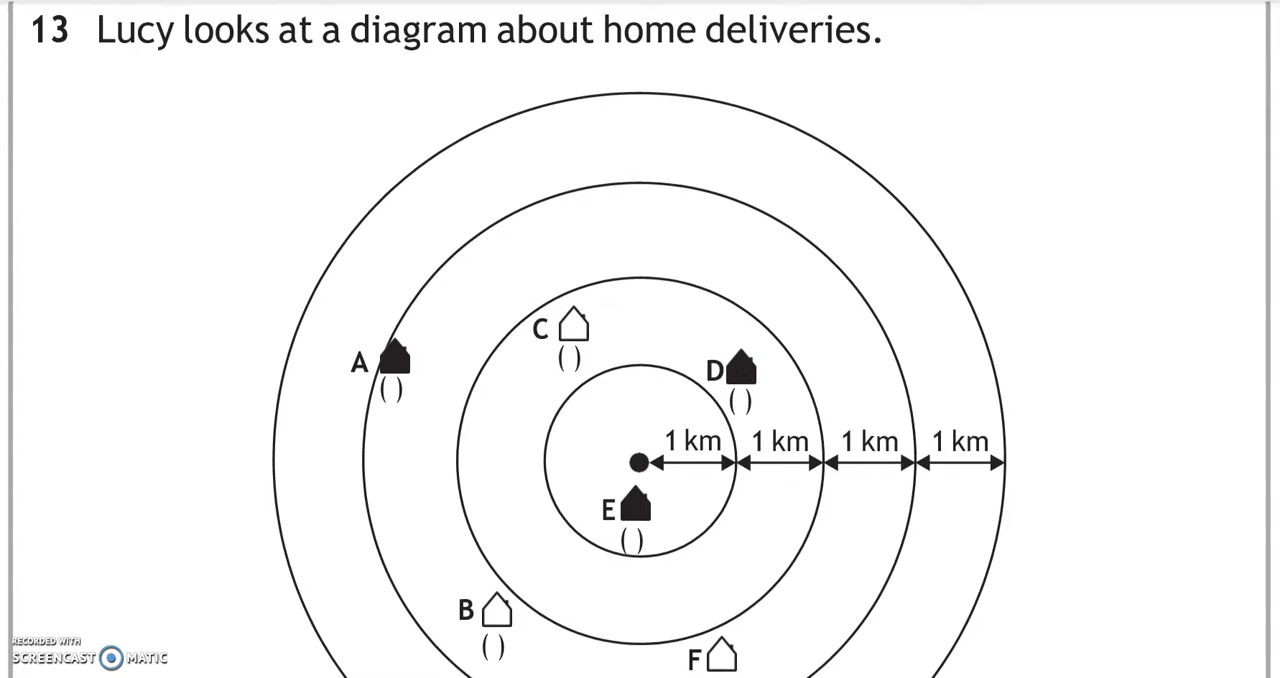 13 Lucy looks at a diagram about home deliveries.
C
( )
A
( )
D
( )
1 km 1 km 1 km 1 km
E
( )
B
( )
F
RECORDED WITH
SCREENCAST MATIC